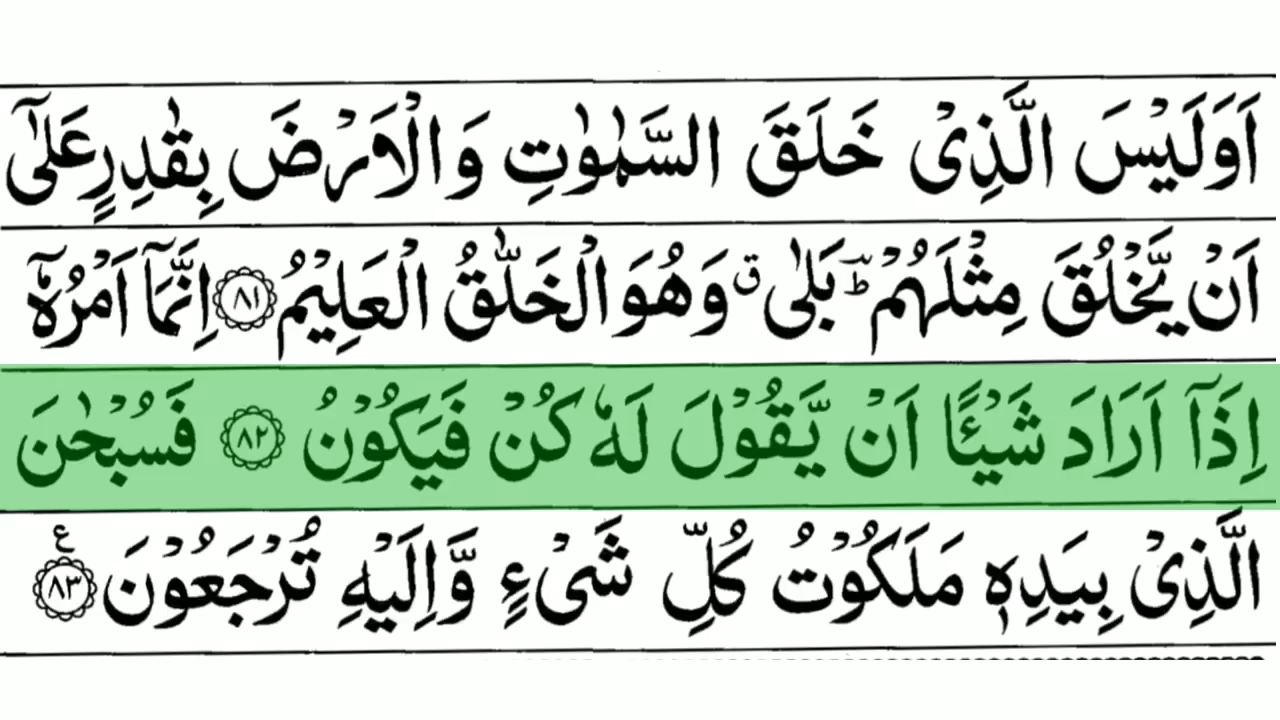 اَوَلَيْسَ الَّذِىْ خَلَقَ السَّمٰوٰتِ وَالْاَرْضَ بِقٰدِرٍ عَلٰٓى
اَنْ يَّخْلُقَ مِثْلَهُمْ ؕ بَلٰى ۗ وَهُوَ الْخَلّٰقُ الْعَلِيْمُ ﴿۸۱﴾ اِنَّمَاۤ اَمْرُهٗۤ
اِذَاۤ اَرَادَ شَيْـًٔا اَنْ يَّقُوْلَ لَهٗ كُنْ فَيَكُوْنُ ﴿۸۲﴾ فَسُبْحٰنَ
الَّذِىْ بِيَدِهٖ مَلَكُوْتُ كُلِّ شَىْءٍ وَّاِلَيْهِ تُرْجَعُوْنَ ﴿۸۳﴾ ع